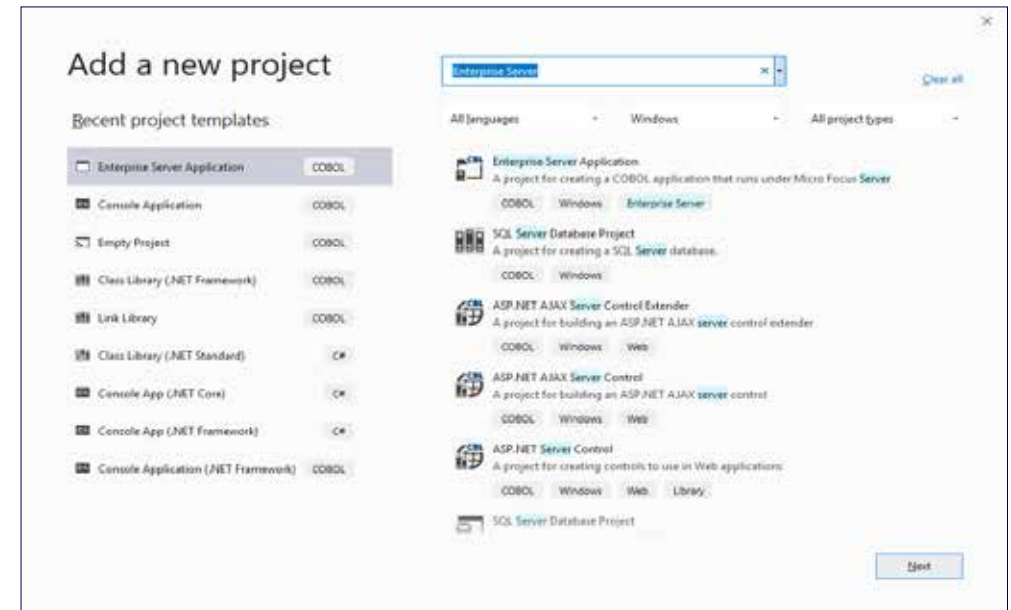 Add a new project
Recent project templates
Enterprise Server Application COBOL
Console Application COBOL
Empty Project COBOL
Class Library (.NET Framework) COBOL
Link Library COBOL
Class Library (.NET Standard) C#
Console App (.NET Core) C#
Console App (.NET Framework) C#
Console Application (.NET Framework) COBOL
Enterprise Server
Clear all
All languages Windows All project types
Enterprise Server Application
A project for creating a COBOL application that runs under Micro Focus Server
COBOL Windows Enterprise Server
SQL Server Database Project
A project for creating a SQL Server database.
COBOL Windows
ASP.NET AJAX Server Control Extender
A project for building an ASP.NET AJAX server control extender
COBOL Windows Web
ASP.NET AJAX Server Control
A project for building an ASP.NET AJAX server control
COBOL Windows Web
ASP.NET Server Control
A project for creating controls to use in Web applications
COBOL Windows Web Library
SQL Server Database Project
Next